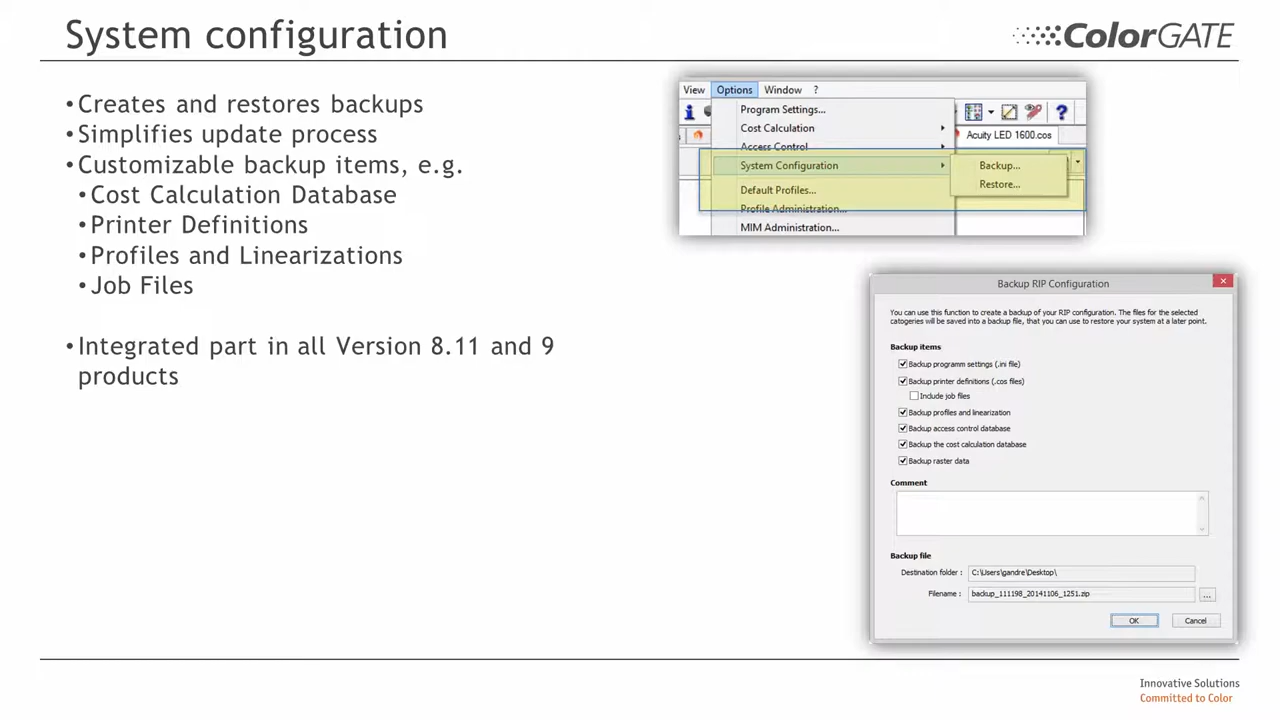 System configuration
ColorGATE
•Creates and restores backups
•Simplifies update process
•Customizable backup items, e.g.
•Cost Calculation Database
•Printer Definitions
•Profiles and Linearizations
•Job Files
•Integrated part in all Version 8.11 and 9
products
View Options Window ?
Program Settings...
Cost Calculation
Acuity LED 1600.cos
Access Control
System Configuration
Backup...
Restore...
Default Profiles...
Profile Administration...
MIM Administration...
Backup RIP Configuration
You can use this function to create a backup of your RIP configuration. The files for the selected
catogeries will be saved into a backup file, that you can use to restore your system at a later point.
Backup items
Backup programm settings (.ini file)
Backup printer definitions (.cos files)
Include job files
Backup profiles and linearization
Backup access control database
Backup the cost calculation database
Backup raster data
Comment
Backup file
Destination folder : C:\Users\gandre\Desktop\
Filename : backup_111198_20141106_1251.zip
...
OK Cancel
Innovative Solutions
Committed to Color